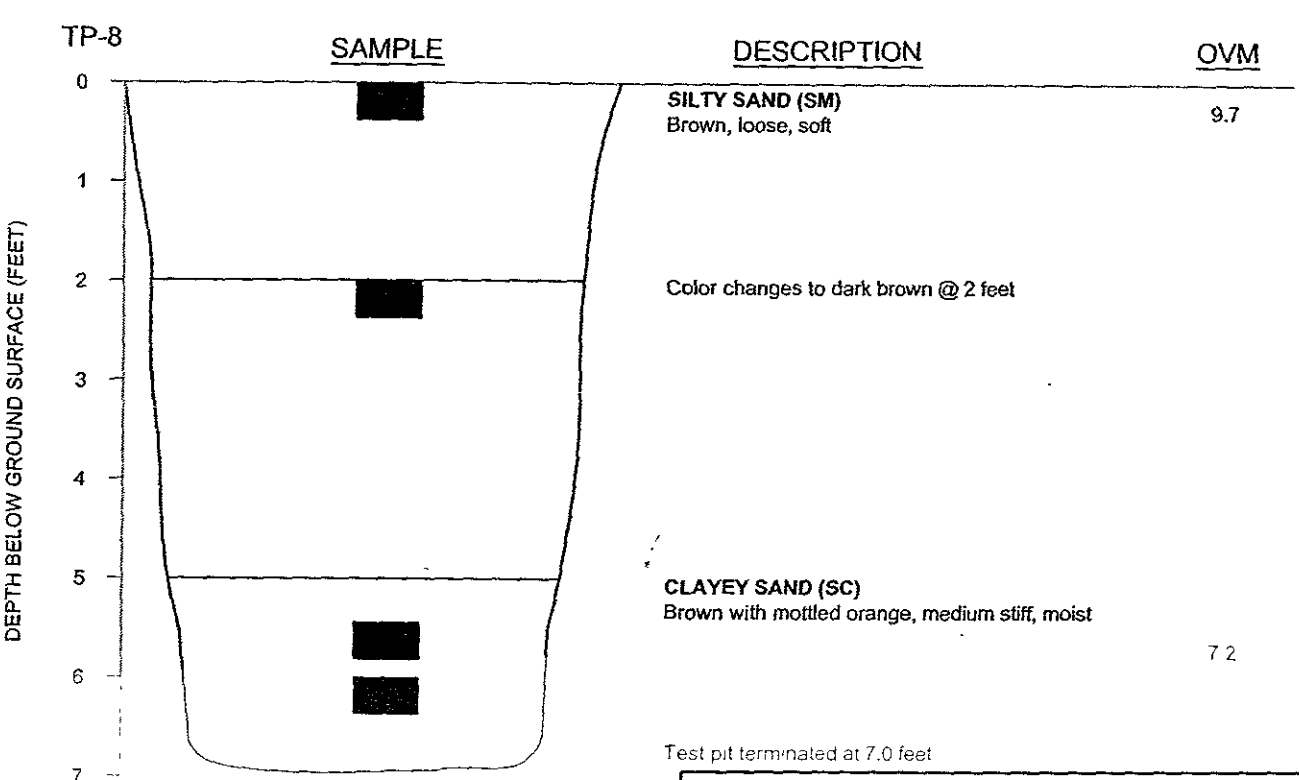 TP-8
SAMPLE
DESCRIPTION
OVM
0
SILTY SAND (SM)
9.7
Brown, loose, soft
1
2
Color changes to dark brown @ 2 feet
3
4
5
CLAYEY SAND (SC)
Brown with mottled orange, medium stiff, moist
7 2
6
Test pit terminated at 7.0 feet
7
DEPTH BELOW GROUND SURFACE (FEET)